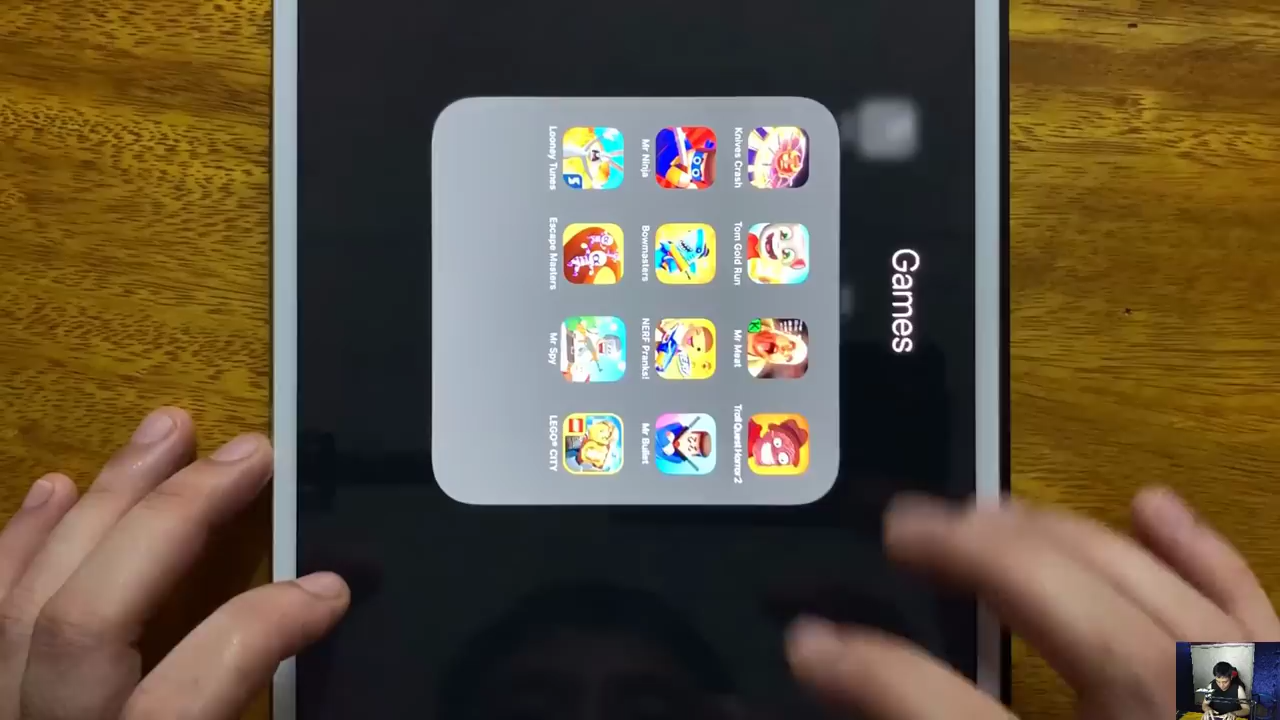 Games
Knives Crash
Tom Gold Run
Mr Meat
Troll Quest Horror 2
Mr Ninja
Bowmasters
NERF Pranks!
Mr Bullet
Looney Tunes
Escape Masters
Mr Spy
LEGO® CITY